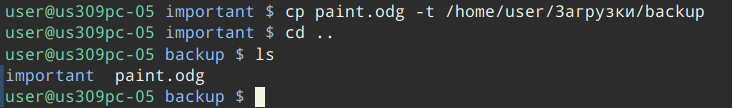 user@us309pc-05 important $ cp paint.odg -t /home/user/Загрузки/backup
user@us309pc-05 important $ cd ..
user@us309pc-05 backup $ ls
important  paint.odg
user@us309pc-05 backup $